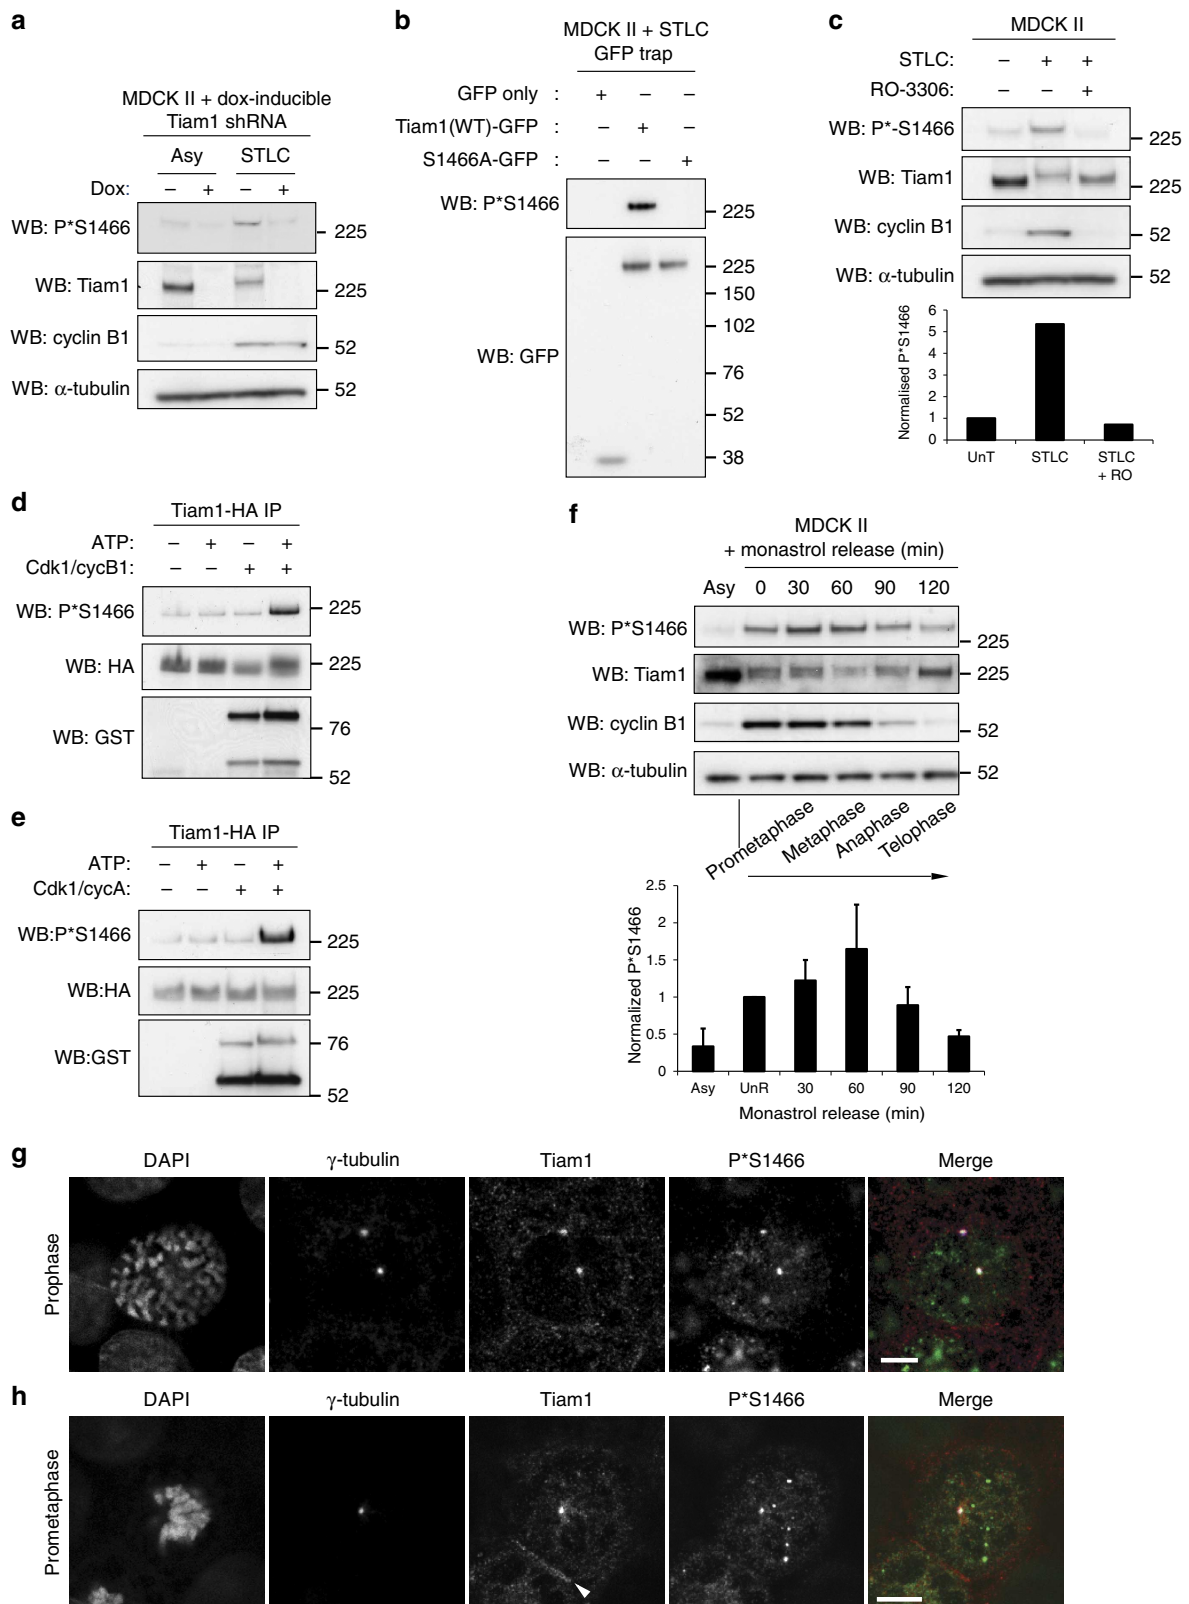 a
MDCK II + dox-inducible
Tiam1 shRNA
Asy STLC
Dox: – + – +
WB: P*S1466 225
WB: Tiam1 225
WB: cyclin B1 52
WB: α-tubulin 52
b
MDCK II + STLC
GFP trap
GFP only : + – –
Tiam1(WT)-GFP : – + –
S1466A-GFP : – – +
WB: P*S1466 225
WB: GFP
225
150
102
76
52
38
c
MDCK II
STLC: – + +
RO-3306: – – +
WB: P*-S1466 225
WB: Tiam1 225
WB: cyclin B1 52
WB: α-tubulin 52
Normalised P*S1466
6
5
4
3
2
1
0
UnT STLC STLC
+ RO
d
Tiam1-HA IP
ATP: – + – +
Cdk1/cycB1: – – + +
WB: P*S1466 225
WB: HA 225
WB: GST 76
52
e
Tiam1-HA IP
ATP: – + – +
Cdk1/cycA: – – + +
WB:P*S1466 225
WB:HA 225
WB:GST 76
52
f
MDCK II
+ monastrol release (min)
Asy 0 30 60 90 120
WB: P*S1466 225
WB: Tiam1 225
WB: cyclin B1 52
WB: α-tubulin 52
Prometaphase
Metaphase
Anaphase
Telophase
Normalized P*S1466
2.5
2
1.5
1
0.5
0
Asy UnR 30 60 90 120
Monastrol release (min)
g
DAPI γ-tubulin Tiam1 P*S1466 Merge
Prophase
h
DAPI γ-tubulin Tiam1 P*S1466 Merge
Prometaphase